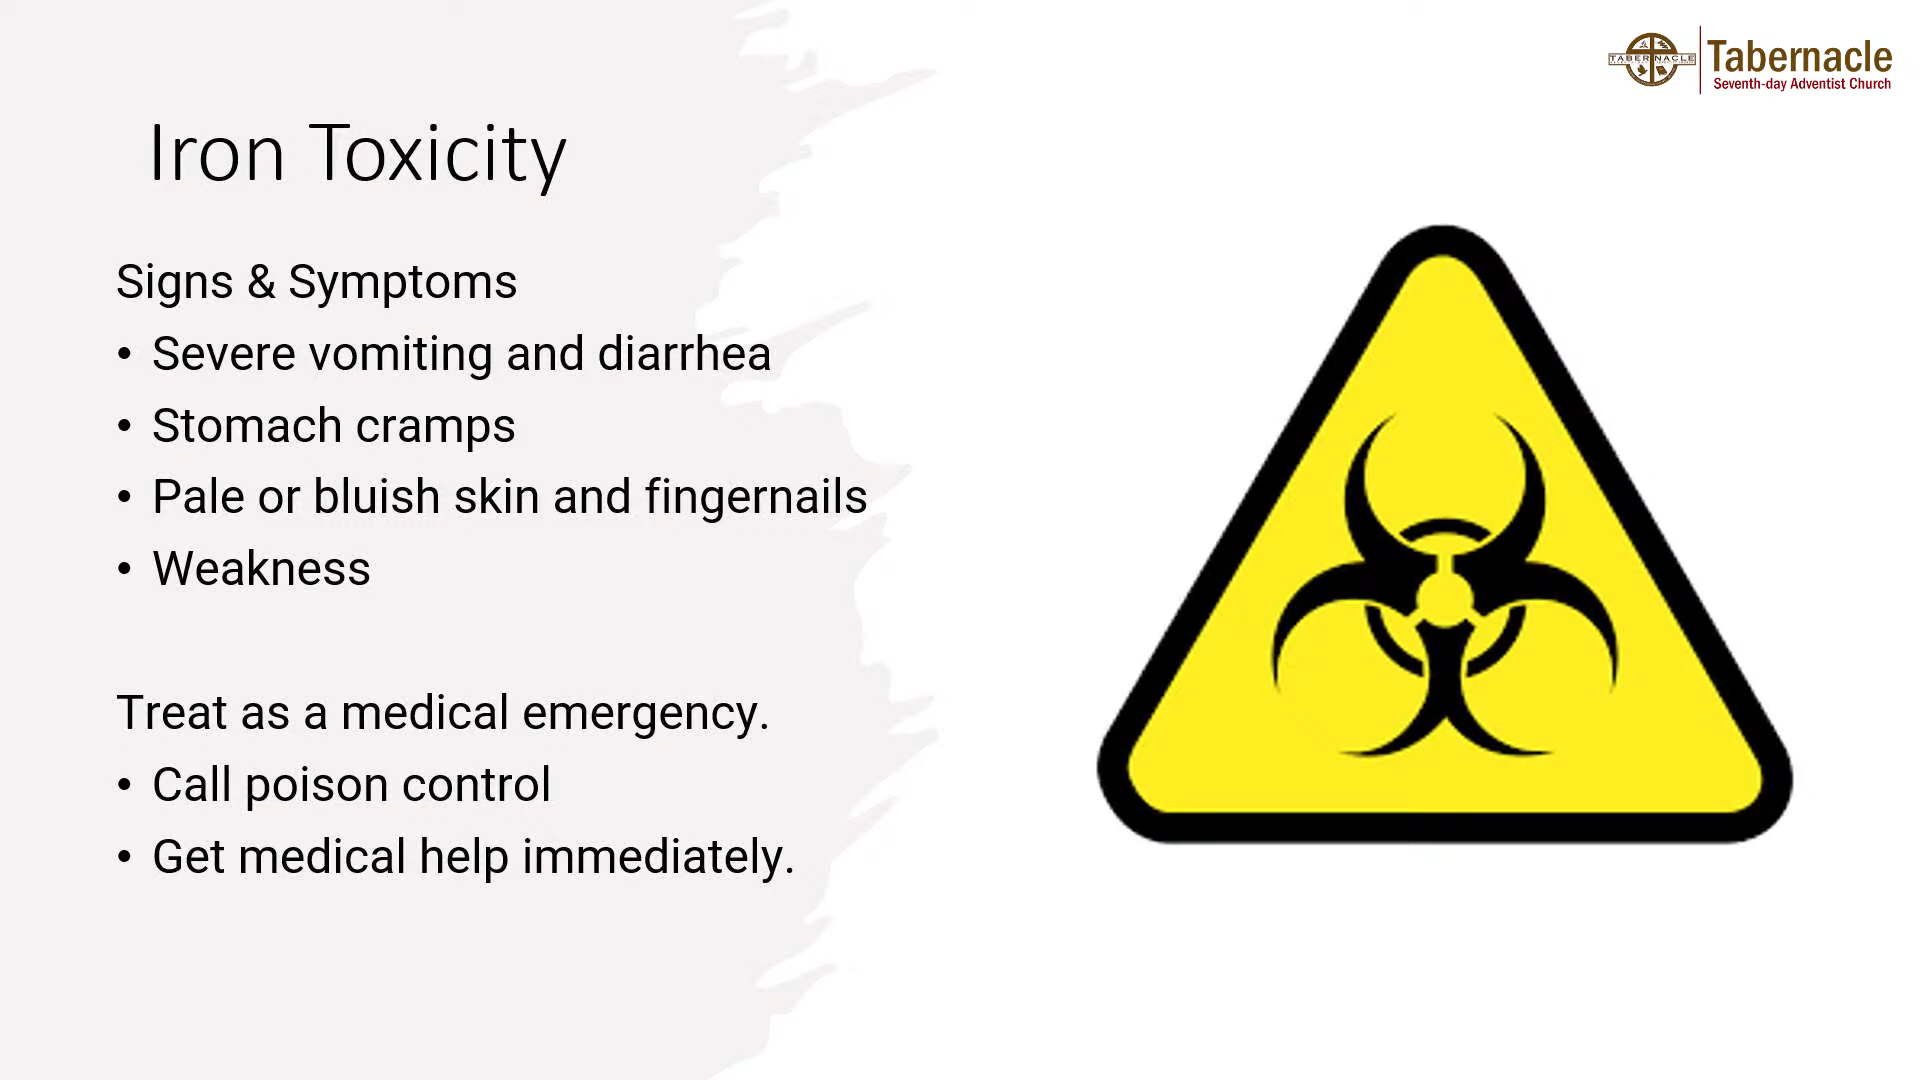 TABERNACLE
Tabernacle
Seventh-day Adventist Church
Iron Toxicity
Signs & Symptoms
• Severe vomiting and diarrhea
• Stomach cramps
• Pale or bluish skin and fingernails
• Weakness
Treat as a medical emergency.
• Call poison control
• Get medical help immediately.